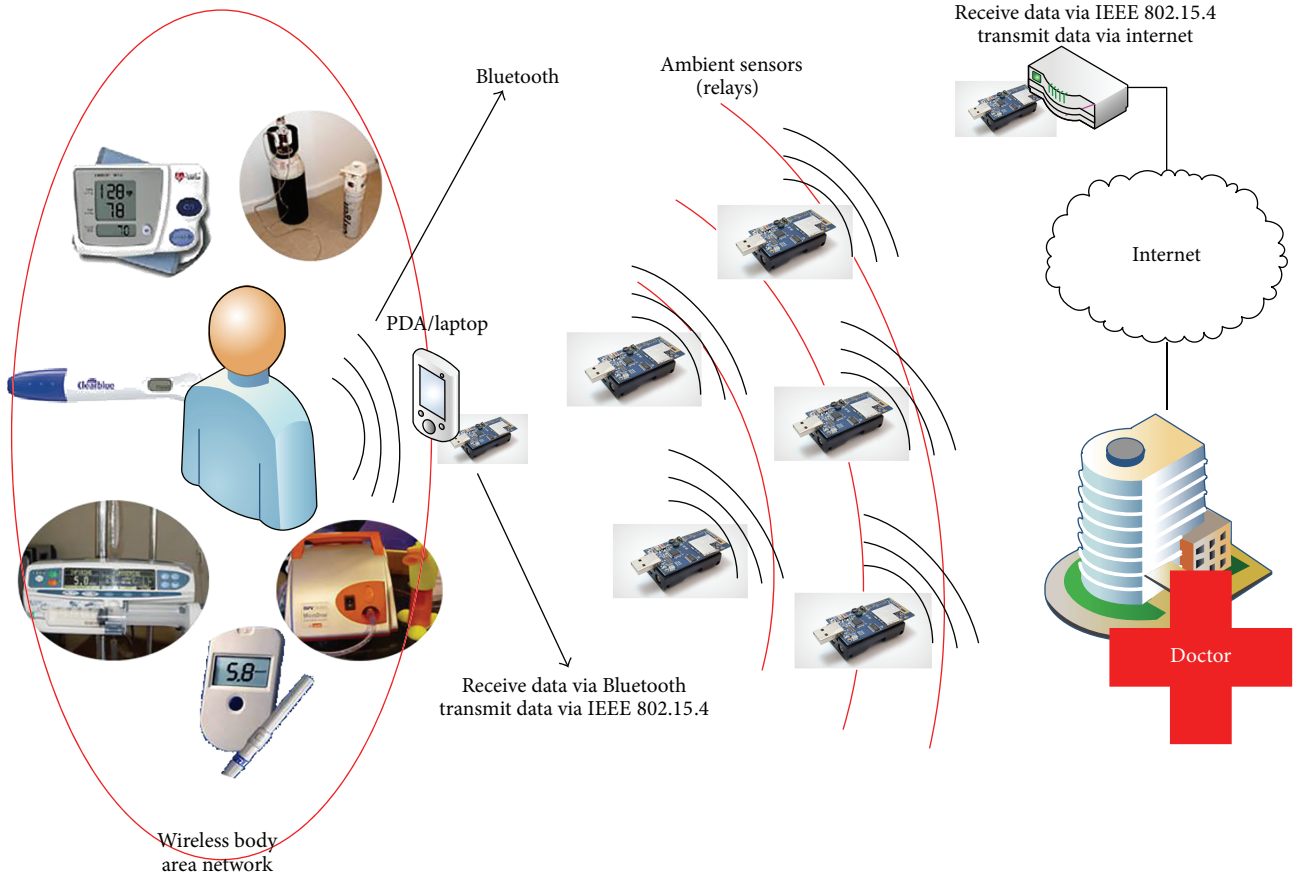 Receive data via IEEE 802.15.4
transmit data via internet
Ambient sensors
(relays)
Bluetooth
128
78
70
Internet
PDA/laptop
Clearblue
5.0
5.8
Doctor
Receive data via Bluetooth
transmit data via IEEE 802.15.4
Wireless body
area network